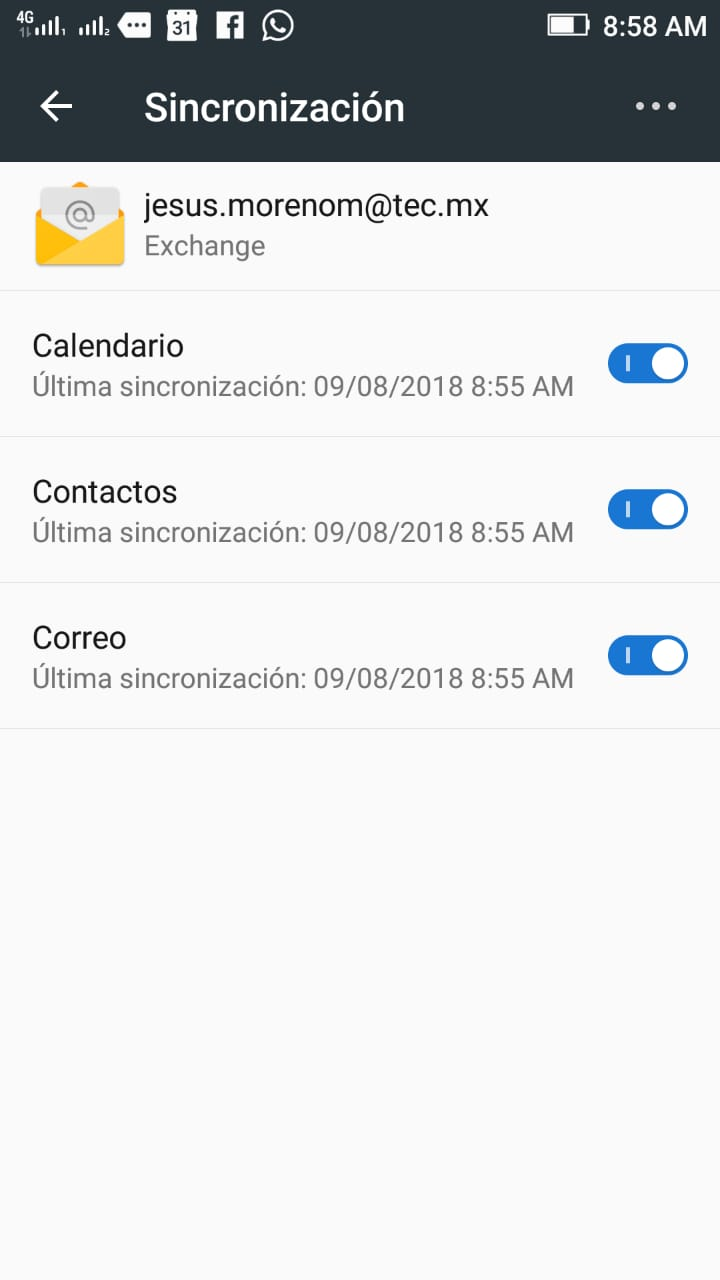 4G 1 2 31 8:58 AM
Sincronización
jesus.morenom@tec.mx
Exchange
Calendario
Última sincronización: 09/08/2018 8:55 AM
Contactos
Última sincronización: 09/08/2018 8:55 AM
Correo
Última sincronización: 09/08/2018 8:55 AM